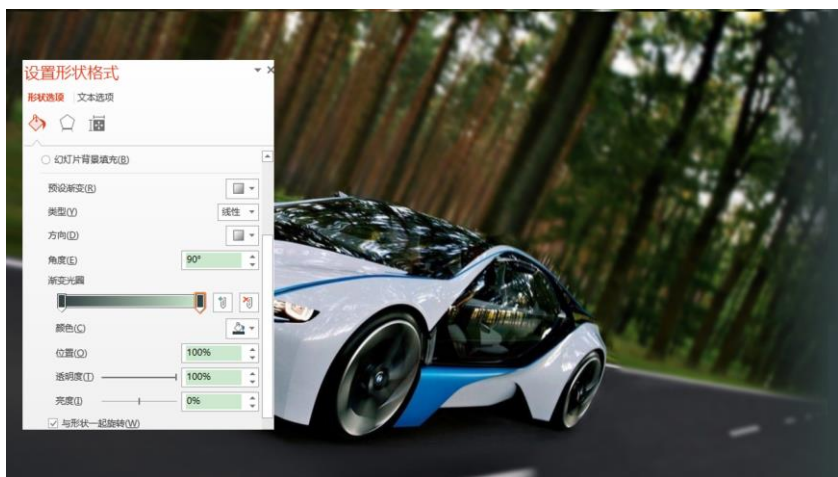 设置形状格式
形状选项 文本选项
幻灯片背景填充(B)
预设渐变(R)
类型(Y) 线性
方向(D)
角度(E) 90°
渐变光圈
颜色(C)
位置(O) 100%
透明度(T) 100%
亮度(I) 0%
与形状一起旋转(W)